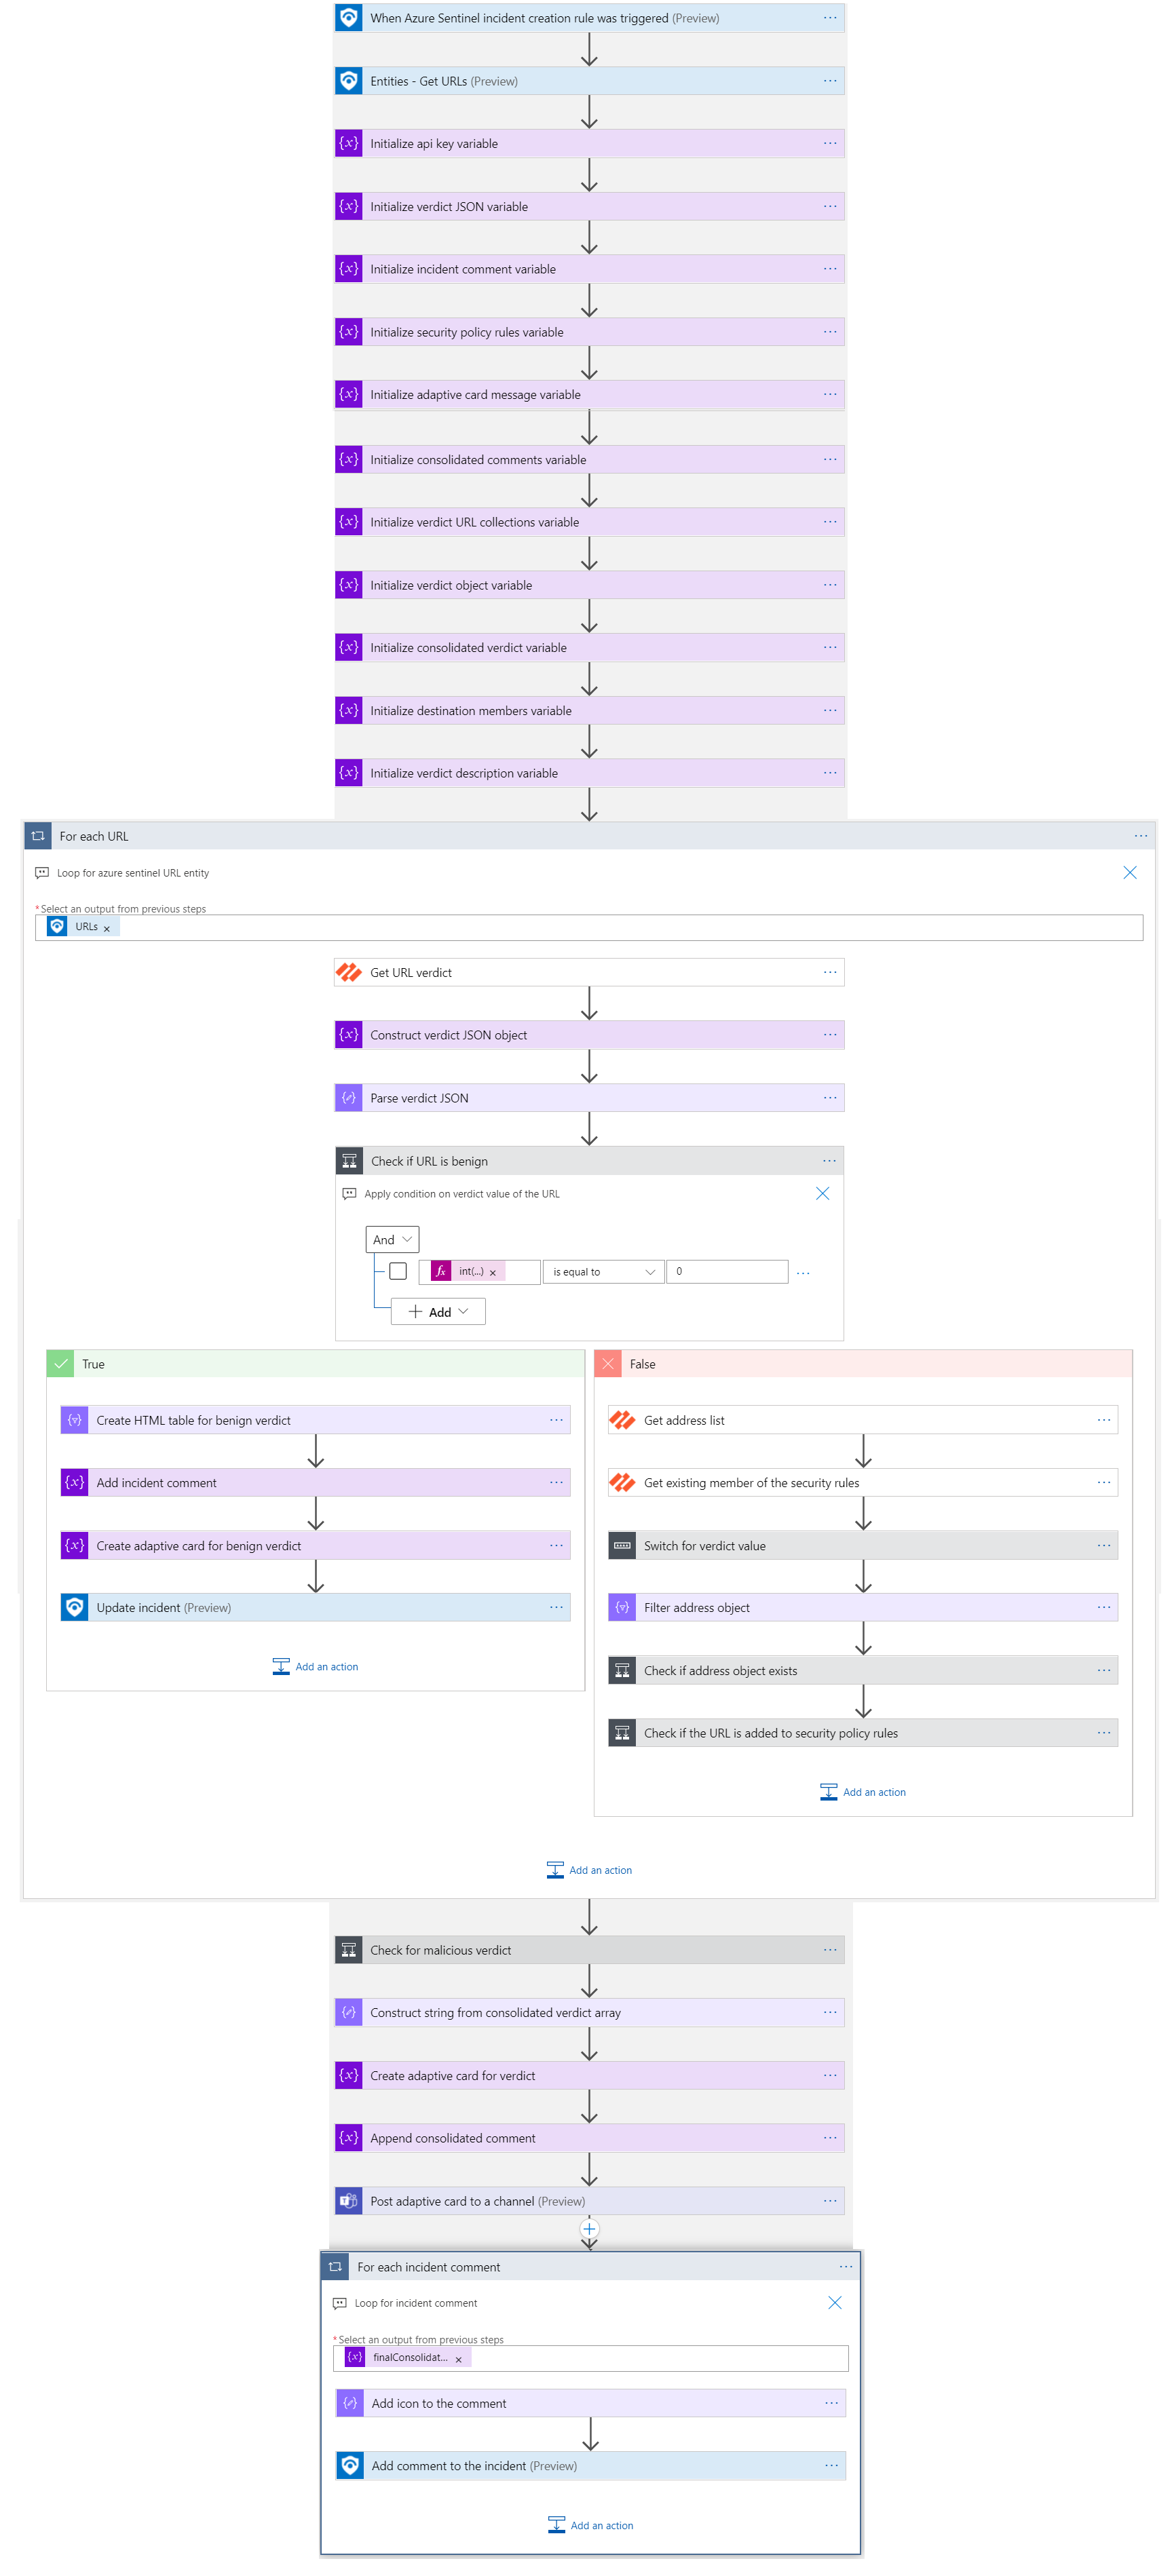 When Azure Sentinel incident creation rule was triggered (Preview)
Entities - Get URLs (Preview)
{x} Initialize api key variable
{x} Initialize verdict JSON variable
{x} Initialize incident comment variable
{x} Initialize security policy rules variable
{x} Initialize adaptive card message variable
{x} Initialize consolidated comments variable
{x} Initialize verdict URL collections variable
{x} Initialize verdict object variable
{x} Initialize consolidated verdict variable
{x} Initialize destination members variable
{x} Initialize verdict description variable
For each URL
Loop for azure sentinel URL entity
* Select an output from previous steps
URLs ×
Get URL verdict
{x} Construct verdict JSON object
Parse verdict JSON
Check if URL is benign
Apply condition on verdict value of the URL
And
fx int(...) × is equal to 0
+ Add
True
Create HTML table for benign verdict
{x} Add incident comment
{x} Create adaptive card for benign verdict
Update incident (Preview)
Add an action
False
Get address list
Get existing member of the security rules
Switch for verdict value
Filter address object
Check if address object exists
Check if the URL is added to security policy rules
Add an action
Add an action
Check for malicious verdict
Construct string from consolidated verdict array
{x} Create adaptive card for verdict
{x} Append consolidated comment
Post adaptive card to a channel (Preview)
For each incident comment
Loop for incident comment
* Select an output from previous steps
{x} finalConsolidat... ×
Add icon to the comment
Add comment to the incident (Preview)
Add an action